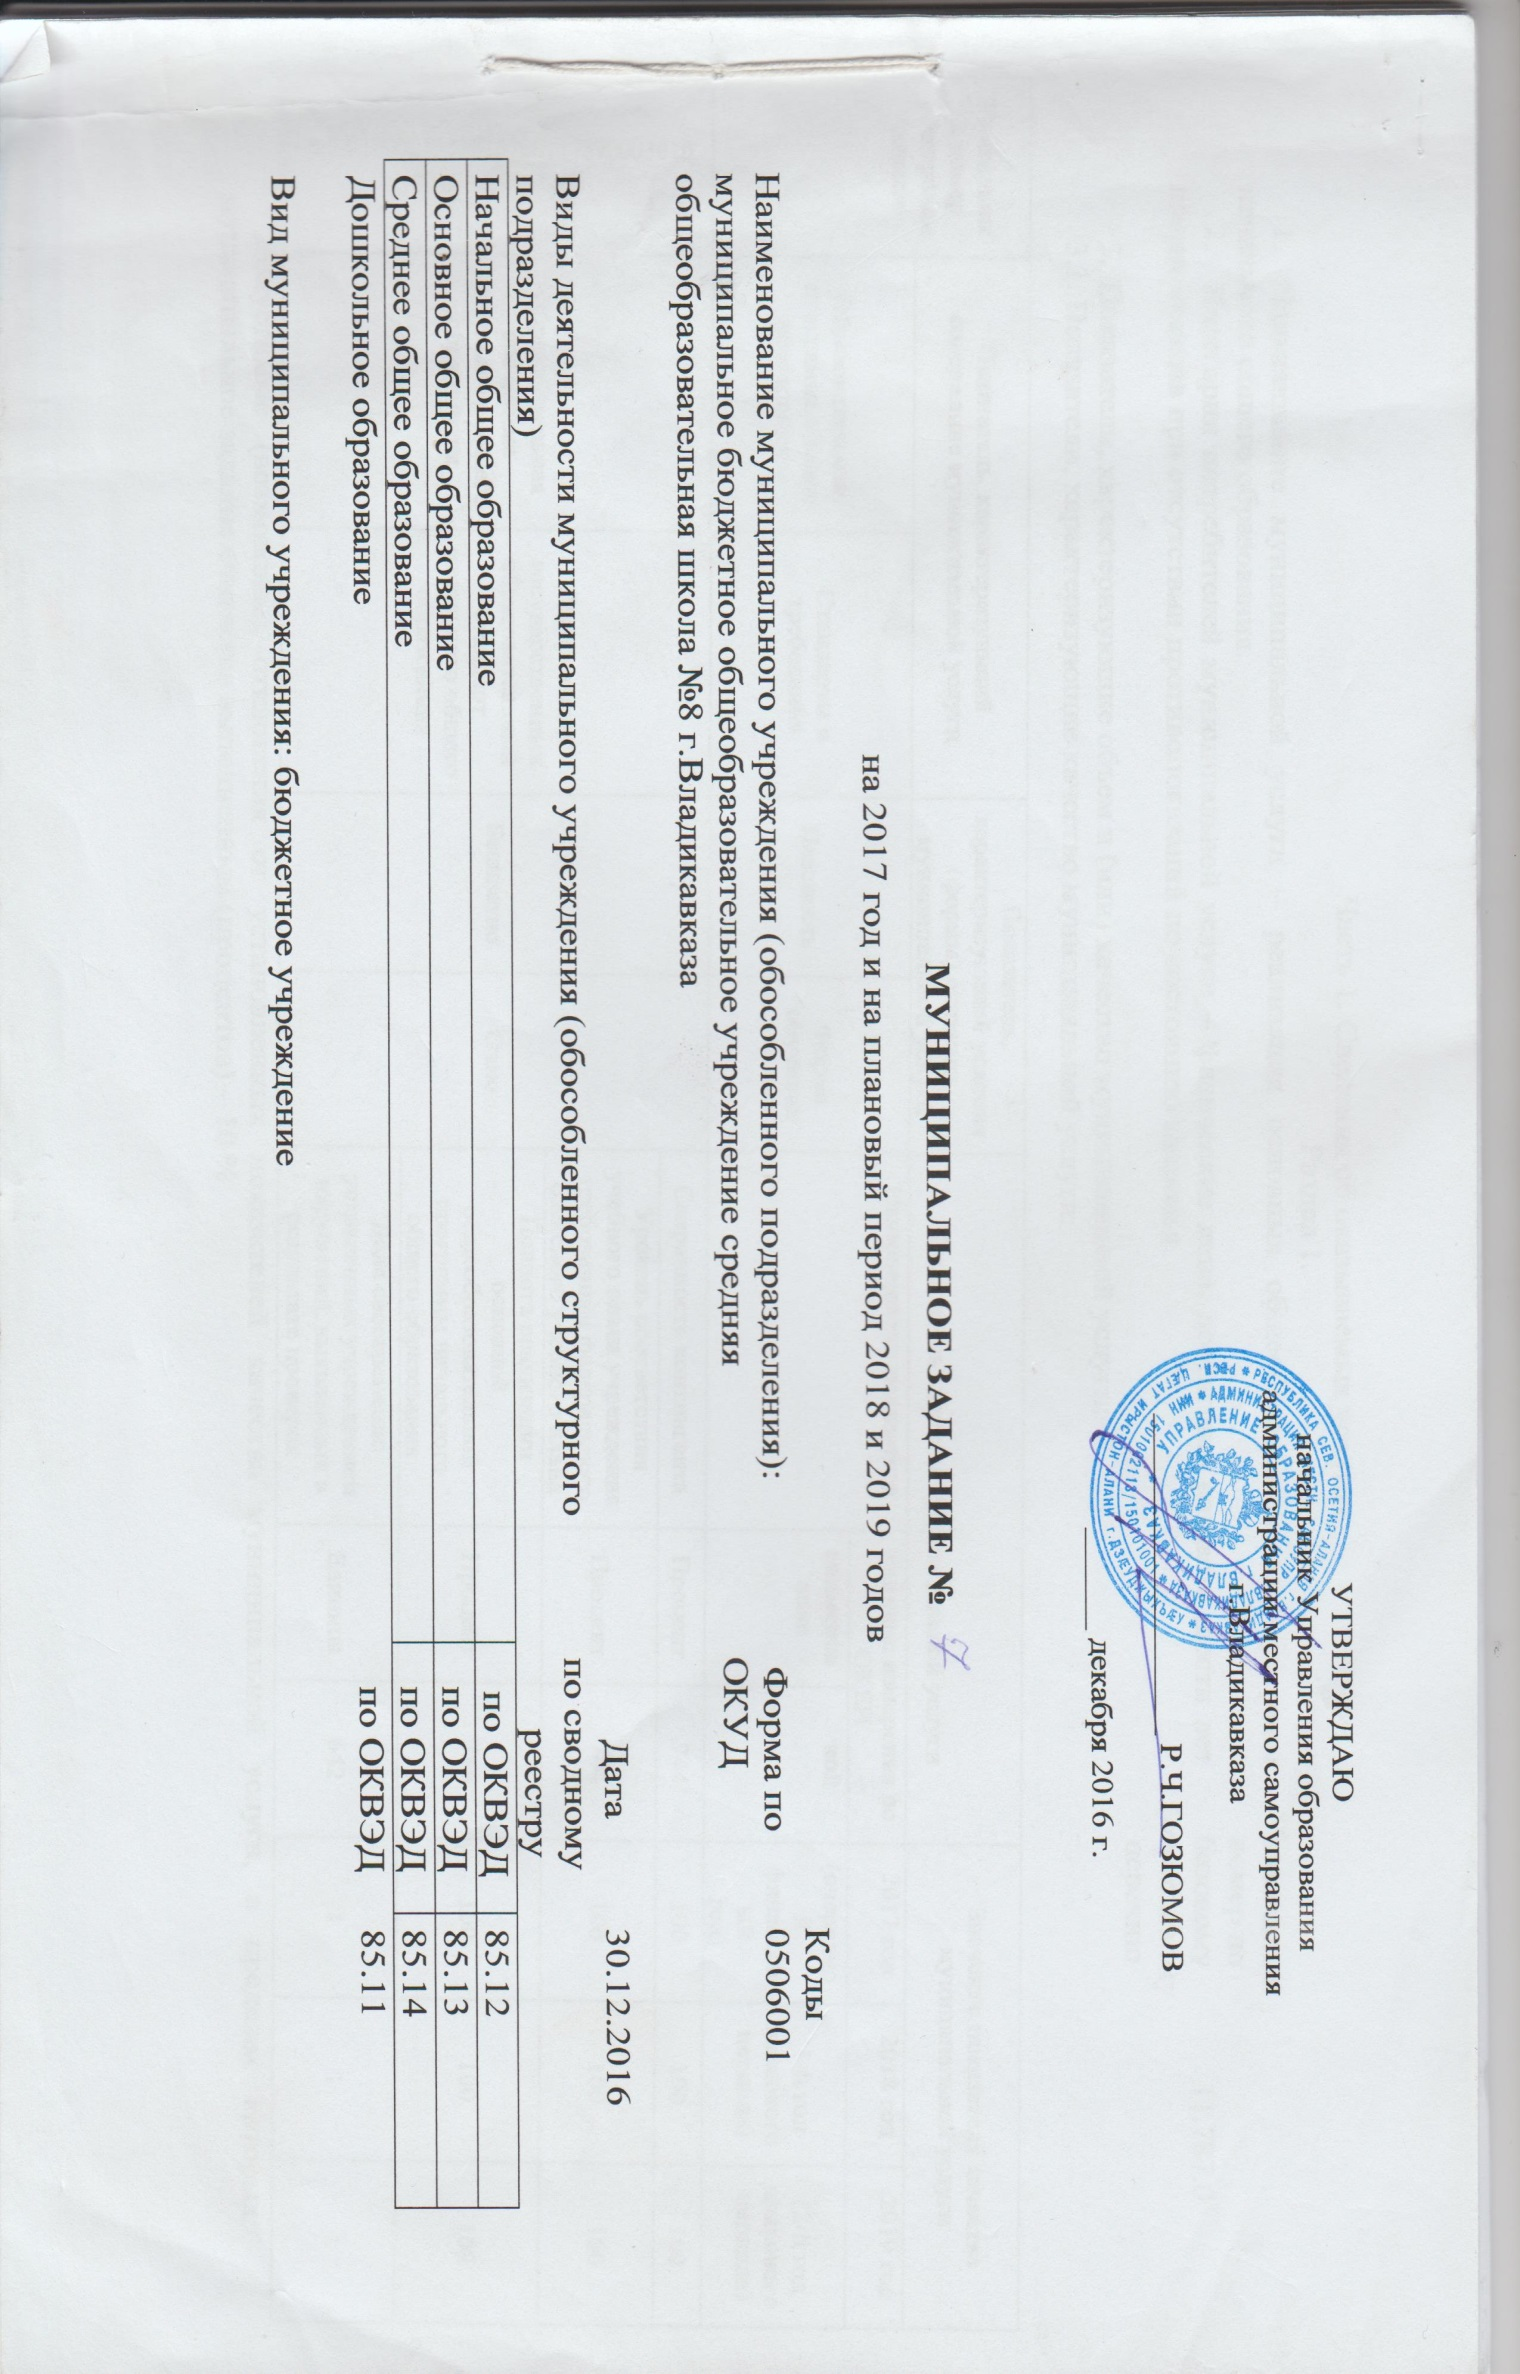 УТВЕРЖДАЮ
начальник Управления образования
администрации местного самоуправления
г.Владикавказа
Р.Ч.ГОЗЮМОВ
_______ декабря 2016 г.
МУНИЦИПАЛЬНОЕ ЗАДАНИЕ №
на 2017 год и на плановый период 2018 и 2019 годов
Коды
Наименование муниципального учреждения (обособленного подразделения): Форма по 0506001
муниципальное бюджетное общеобразовательное учреждение средняя ОКУД
общеобразовательная школа №8 г.Владикавказа
Дата 30.12.2016
Виды деятельности муниципального учреждения (обособленного структурного по сводному
подразделения) реестру
Начальное общее образование по ОКВЭД 85.12
Основное общее образование по ОКВЭД 85.13
Среднее общее образование по ОКВЭД 85.14
Дошкольное образование по ОКВЭД 85.11
Вид муниципального учреждения: бюджетное учреждение